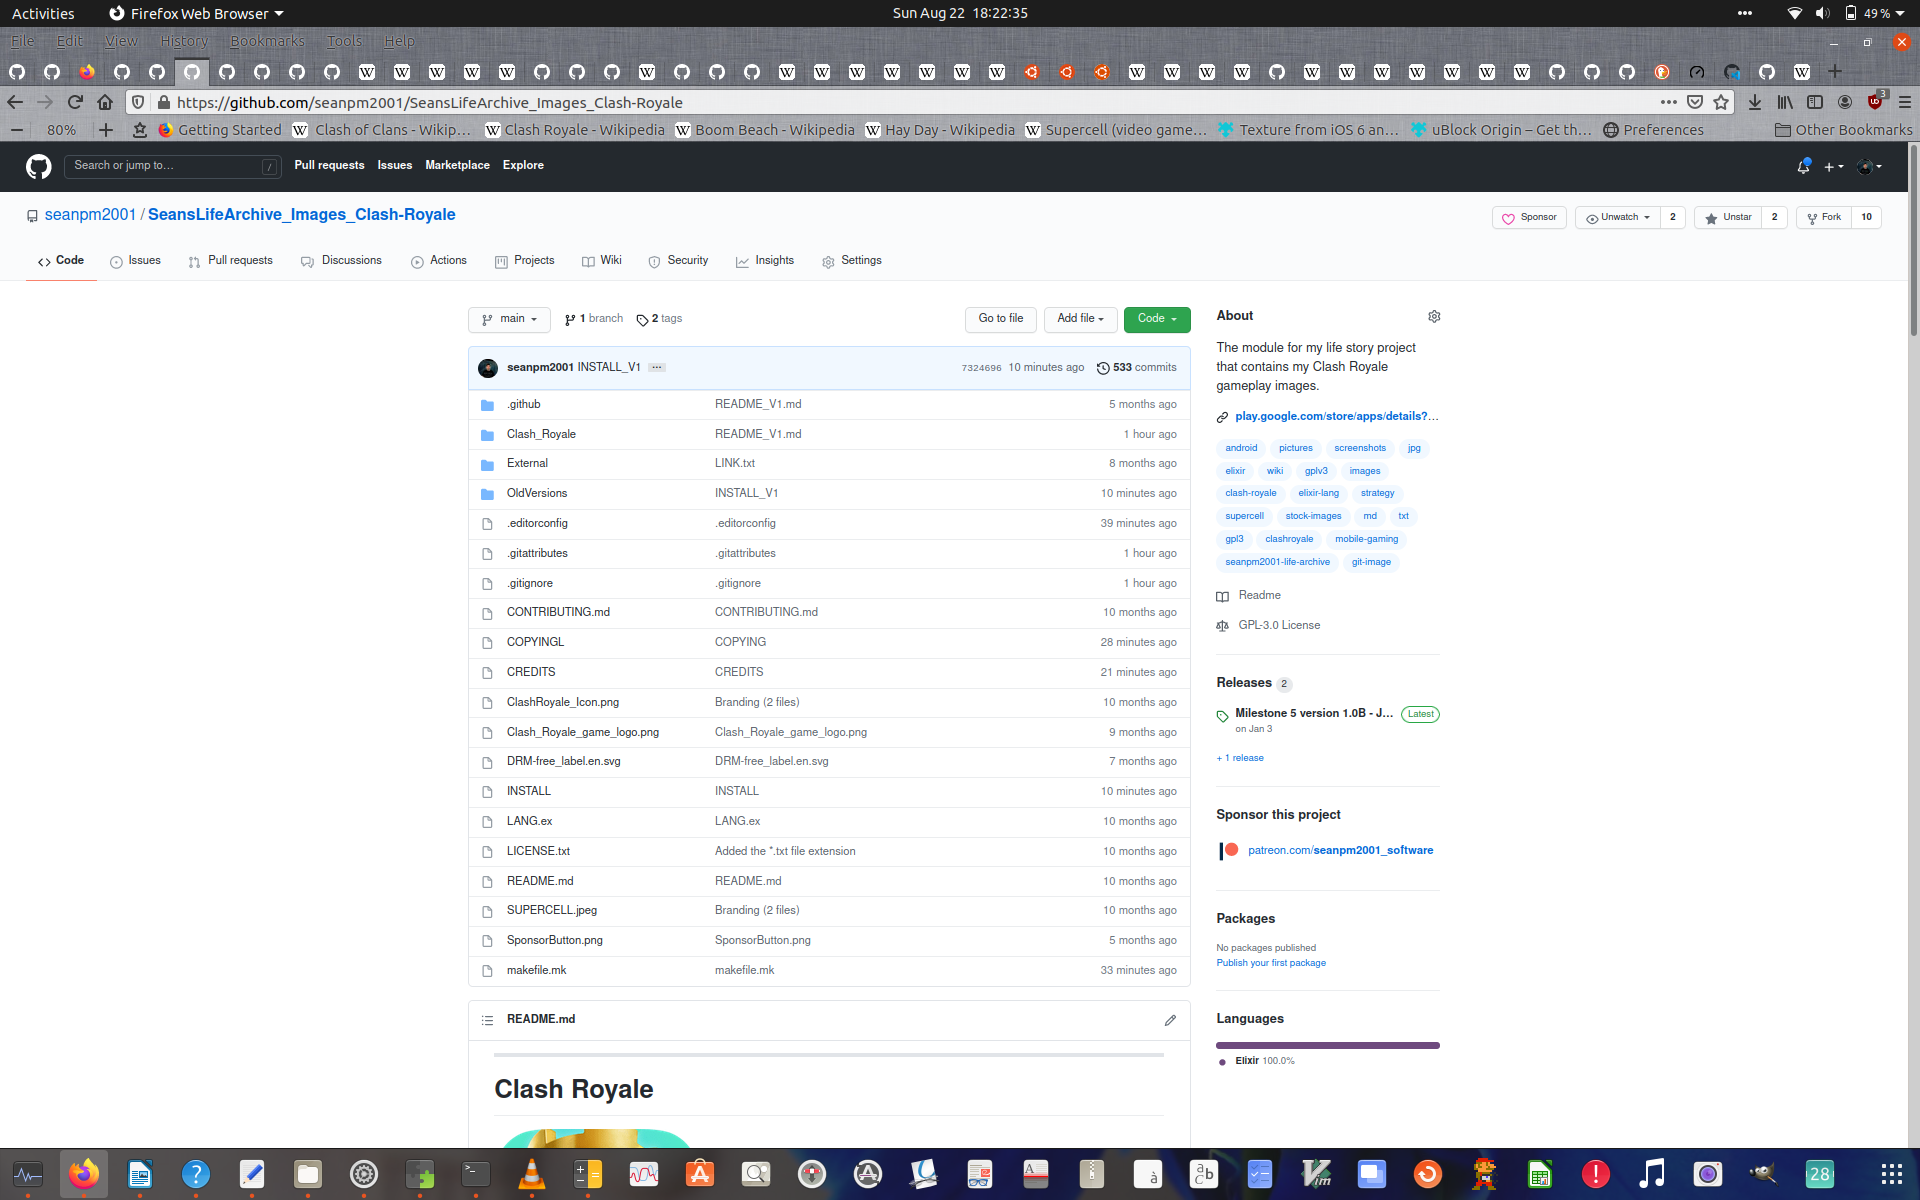 Activities Firefox Web Browser Sun Aug 22 18:22:35 49 %
File Edit View History Bookmarks Tools Help
https://github.com/seanpm2001/SeansLifeArchive_Images_Clash-Royale 3
80% Getting Started Clash of Clans - Wikip… Clash Royale - Wikipedia Boom Beach - Wikipedia Hay Day - Wikipedia Supercell (video game… Texture from iOS 6 an… uBlock Origin – Get th… Preferences Other Bookmarks
Search or jump to… / Pull requests Issues Marketplace Explore
seanpm2001 / SeansLifeArchive_Images_Clash-Royale Sponsor Unwatch 2 Unstar 2 Fork 10
Code Issues Pull requests Discussions Actions Projects Wiki Security Insights Settings
main 1 branch 2 tags Go to file Add file Code
seanpm2001 INSTALL_V1 … 7324696 10 minutes ago 533 commits
.github README_V1.md 5 months ago
Clash_Royale README_V1.md 1 hour ago
External LINK.txt 8 months ago
OldVersions INSTALL_V1 10 minutes ago
.editorconfig .editorconfig 39 minutes ago
.gitattributes .gitattributes 1 hour ago
.gitignore .gitignore 1 hour ago
CONTRIBUTING.md CONTRIBUTING.md 10 months ago
COPYINGL COPYING 28 minutes ago
CREDITS CREDITS 21 minutes ago
ClashRoyale_Icon.png Branding (2 files) 10 months ago
Clash_Royale_game_logo.png Clash_Royale_game_logo.png 9 months ago
DRM-free_label.en.svg DRM-free_label.en.svg 7 months ago
INSTALL INSTALL 10 minutes ago
LANG.ex LANG.ex 10 months ago
LICENSE.txt Added the *.txt file extension 10 months ago
README.md README.md 10 months ago
SUPERCELL.jpeg Branding (2 files) 10 months ago
SponsorButton.png SponsorButton.png 5 months ago
makefile.mk makefile.mk 33 minutes ago
README.md
Clash Royale
About
The module for my life story project
that contains my Clash Royale
gameplay images.
play.google.com/store/apps/details?…
android pictures screenshots jpg
elixir wiki gplv3 images
clash-royale elixir-lang strategy
supercell stock-images md txt
gpl3 clashroyale mobile-gaming
seanpm2001-life-archive git-image
Readme
GPL-3.0 License
Releases 2
Milestone 5 version 1.0B - J… Latest
on Jan 3
+ 1 release
Sponsor this project
patreon.com/seanpm2001_software
Packages
No packages published
Publish your first package
Languages
Elixir 100.0%
28